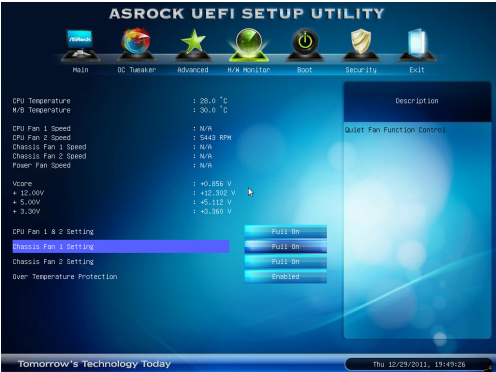 ASROCK UEFI SETUP UTILITY
ASRock
Main OC Tweaker Advanced H/W Monitor Boot Security Exit
CPU Temperature : 28.0 °C
M/B Temperature : 30.0 °C
CPU Fan 1 Speed : N/A
CPU Fan 2 Speed : 5443 RPM
Chassis Fan 1 Speed : N/A
Chassis Fan 2 Speed : N/A
Power Fan Speed : N/A
Vcore : +0.856 V
+ 12.00V : +12.302 V
+ 5.00V : +5.112 V
+ 3.30V : +3.360 V
CPU Fan 1 & 2 Setting Full On
Chassis Fan 1 Setting Full On
Chassis Fan 2 Setting Full On
Over Temperature Protection Enabled
Description
Quiet Fan Function Control
Tomorrow's Technology Today
Thu 12/29/2011, 19:49:26